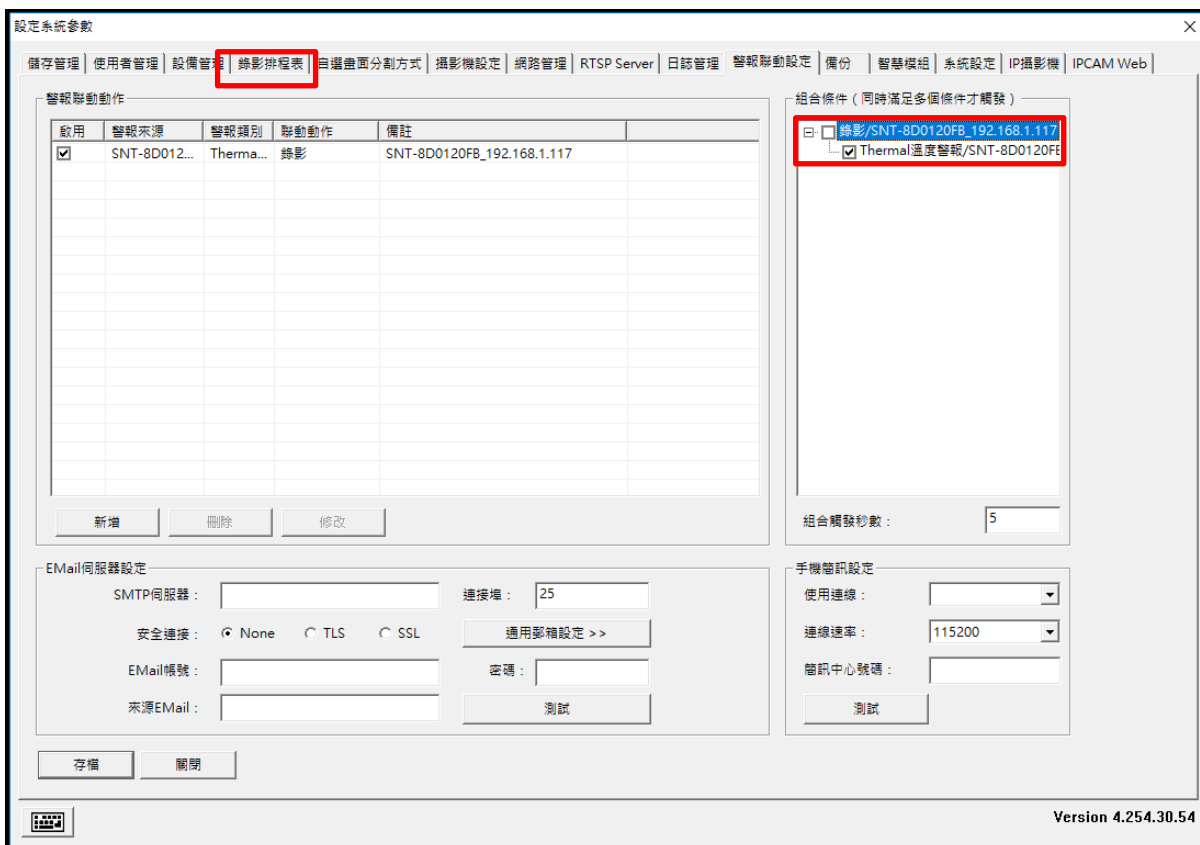 設定系統參數
儲存管理 使用者管理 設備管理 錄影排程表 自選畫面分割方式 攝影機設定 網路管理 RTSP Server 日誌管理 警報聯動設定 備份 智慧模組 系統設定 IP攝影機 IPCAM Web
警報聯動動作
啟用 警報來源 警報類別 聯動動作 備註
SNT-8D012... Therma... 錄影 SNT-8D0120FB_192.168.1.117
新增 刪除 修改
組合條件 ( 同時滿足多個條件才觸發 )
錄影/SNT-8D0120FB_192.168.1.117
Thermal溫度警報/SNT-8D0120FB
組合觸發秒數 : 5
EMail伺服器設定
SMTP伺服器 : 連接埠 : 25
安全連接 : None TLS SSL 通用郵箱設定 >>
EMail帳號 : 密碼 :
來源EMail : 測試
手機簡訊設定
使用連線 :
連線速率 : 115200
簡訊中心號碼 :
測試
存檔 關閉
Version 4.254.30.54